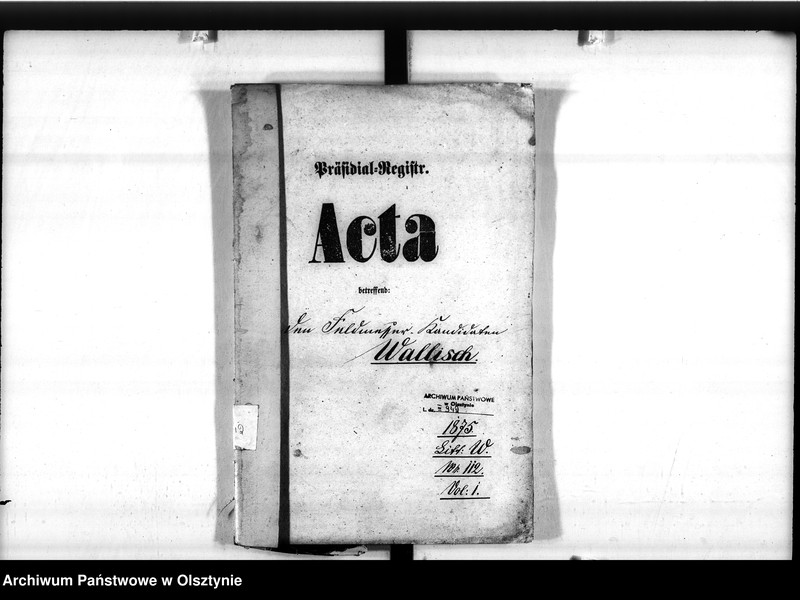 Präsidial-Registr.
Acta
betreffend:
den Feldmesser-Kandidaten
Wallisch.
ARCHIWUM PAŃSTWOWE
w Olsztynie
1875.
Litt. W.
Nr. 112.
Vol. 1.
Archiwum Państwowe w Olsztynie